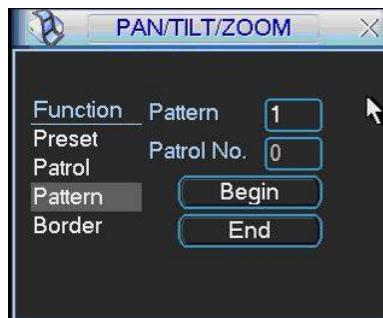 PAN/TILT/ZOOM
Function
Preset
Patrol
Pattern
Border
Pattern 1
Patrol No. 0
Begin
End